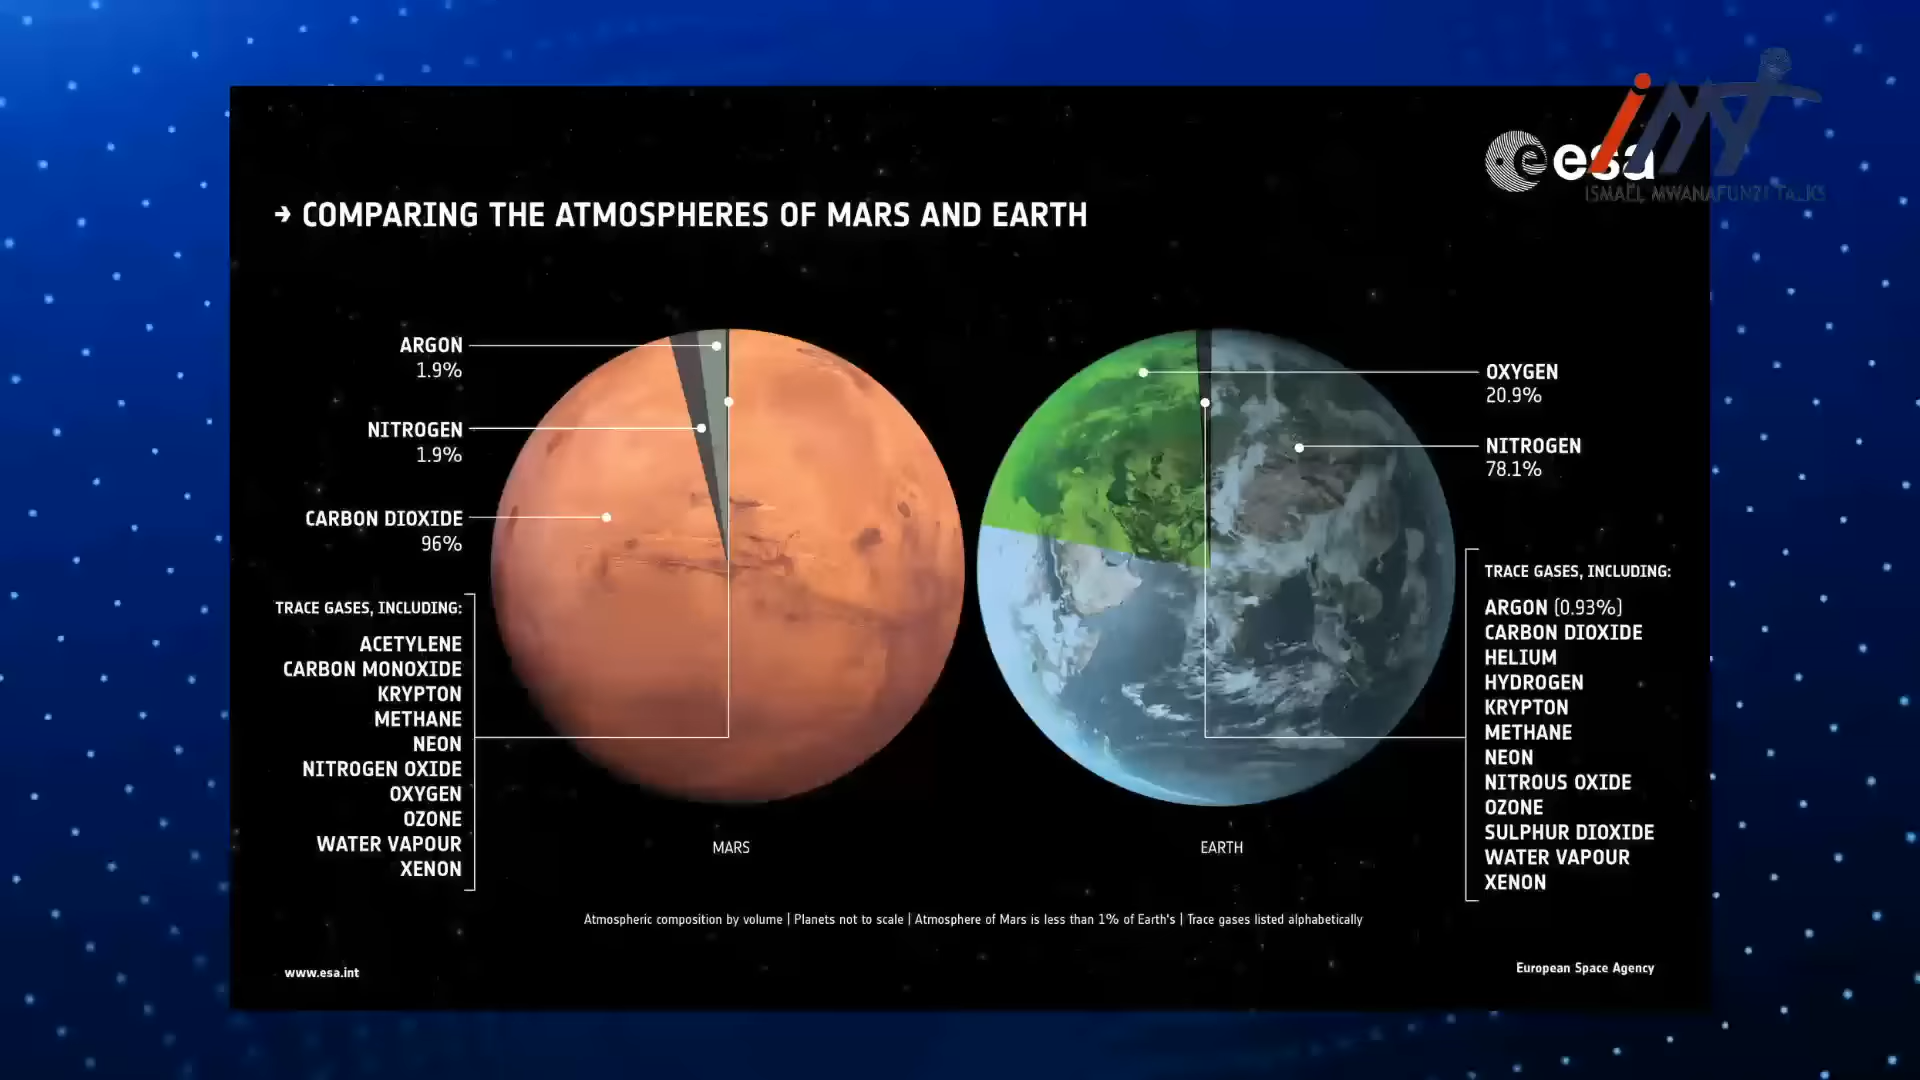 esa
iMT
ISMAËL MWANAFUNZI TALKS
→ COMPARING THE ATMOSPHERES OF MARS AND EARTH
ARGON
1.9%
NITROGEN
1.9%
CARBON DIOXIDE
96%
TRACE GASES, INCLUDING:
ACETYLENE
CARBON MONOXIDE
KRYPTON
METHANE
NEON
NITROGEN OXIDE
OXYGEN
OZONE
WATER VAPOUR
XENON
MARS
OXYGEN
20.9%
NITROGEN
78.1%
TRACE GASES, INCLUDING:
ARGON (0.93%)
CARBON DIOXIDE
HELIUM
HYDROGEN
KRYPTON
METHANE
NEON
NITROUS OXIDE
OZONE
SULPHUR DIOXIDE
WATER VAPOUR
XENON
EARTH
Atmospheric composition by volume | Planets not to scale | Atmosphere of Mars is less than 1% of Earth's | Trace gases listed alphabetically
www.esa.int
European Space Agency